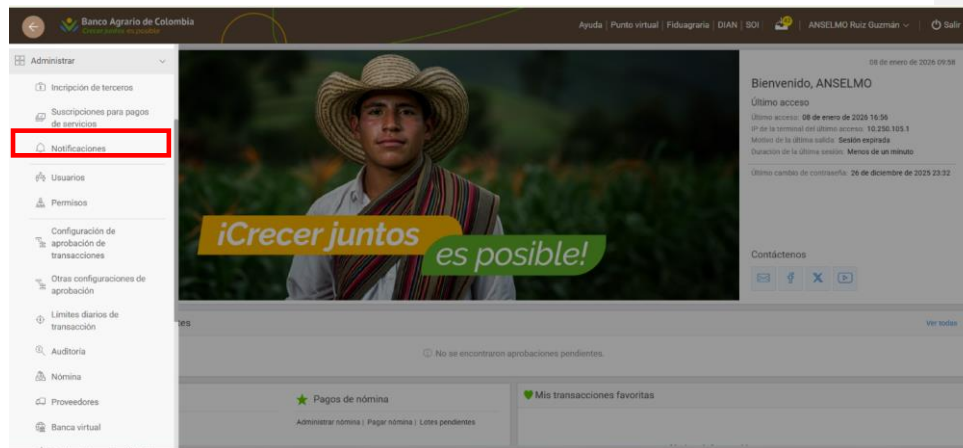 Banco Agrario de Colombia
Crecer juntos es posible
Ayuda | Punto virtual | Fiduagraria | DIAN | SOI
ANSELMO Ruiz Guzmán
Salir
Administrar
Incripción de terceros
Suscripciones para pagos
de servicios
Notificaciones
Usuarios
Permisos
Configuración de
aprobación de
transacciones
Otras configuraciones de
aprobación
Límites diarios de
transacción
Auditoría
Nómina
Proveedores
Banca virtual
¡Crecer juntos
es posible!
08 de enero de 2026 09:58
Bienvenido, ANSELMO
Último acceso
Último acceso: 08 de enero de 2026 16:56
IP de la terminal del último acceso: 10.250.105.1
Motivo de la última salida: Sesión expirada
Duración de la última sesión: Menos de un minuto
Último cambio de contraseña: 26 de diciembre de 2025 23:32
Contáctenos
es
Ver todas
No se encontraron aprobaciones pendientes.
Pagos de nómina
Administrar nómina | Pagar nómina | Lotes pendientes
Mis transacciones favoritas